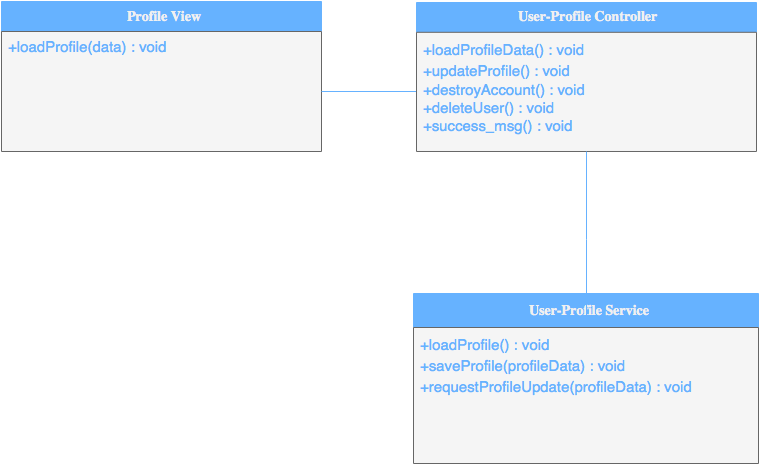 Profile View
+loadProfile(data) : void
User-Profile Controller
+loadProfileData() : void
+updateProfile() : void
+destroyAccount() : void
+deleteUser() : void
+success_msg() : void
User-Profile Service
+loadProfile() : void
+saveProfile(profileData) : void
+requestProfileUpdate(profileData) : void